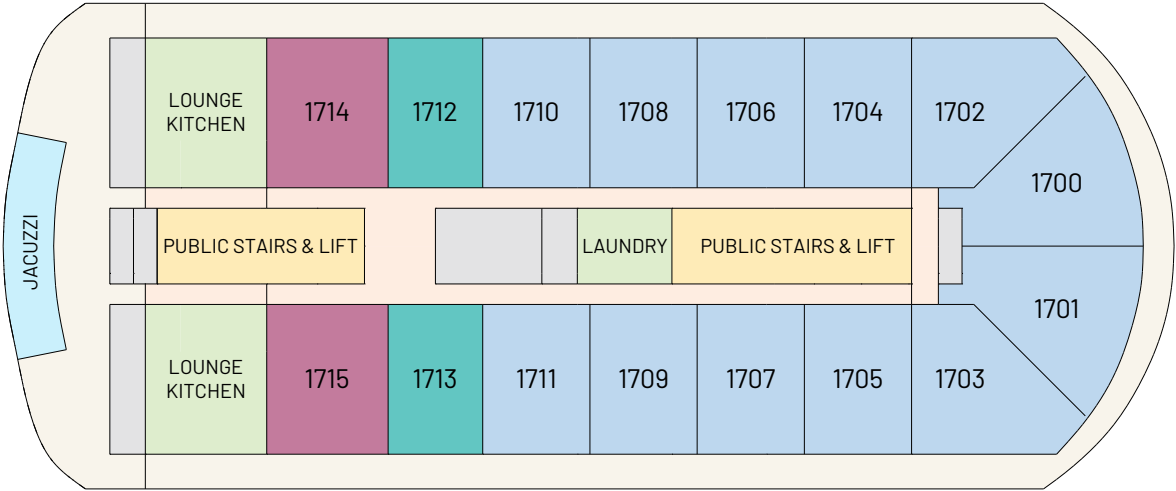 LOUNGE
KITCHEN
1714
1712
1710
1708
1706
1704
1702
1700
JACUZZI
PUBLIC STAIRS & LIFT
LAUNDRY
PUBLIC STAIRS & LIFT
1701
LOUNGE
KITCHEN
1715
1713
1711
1709
1707
1705
1703